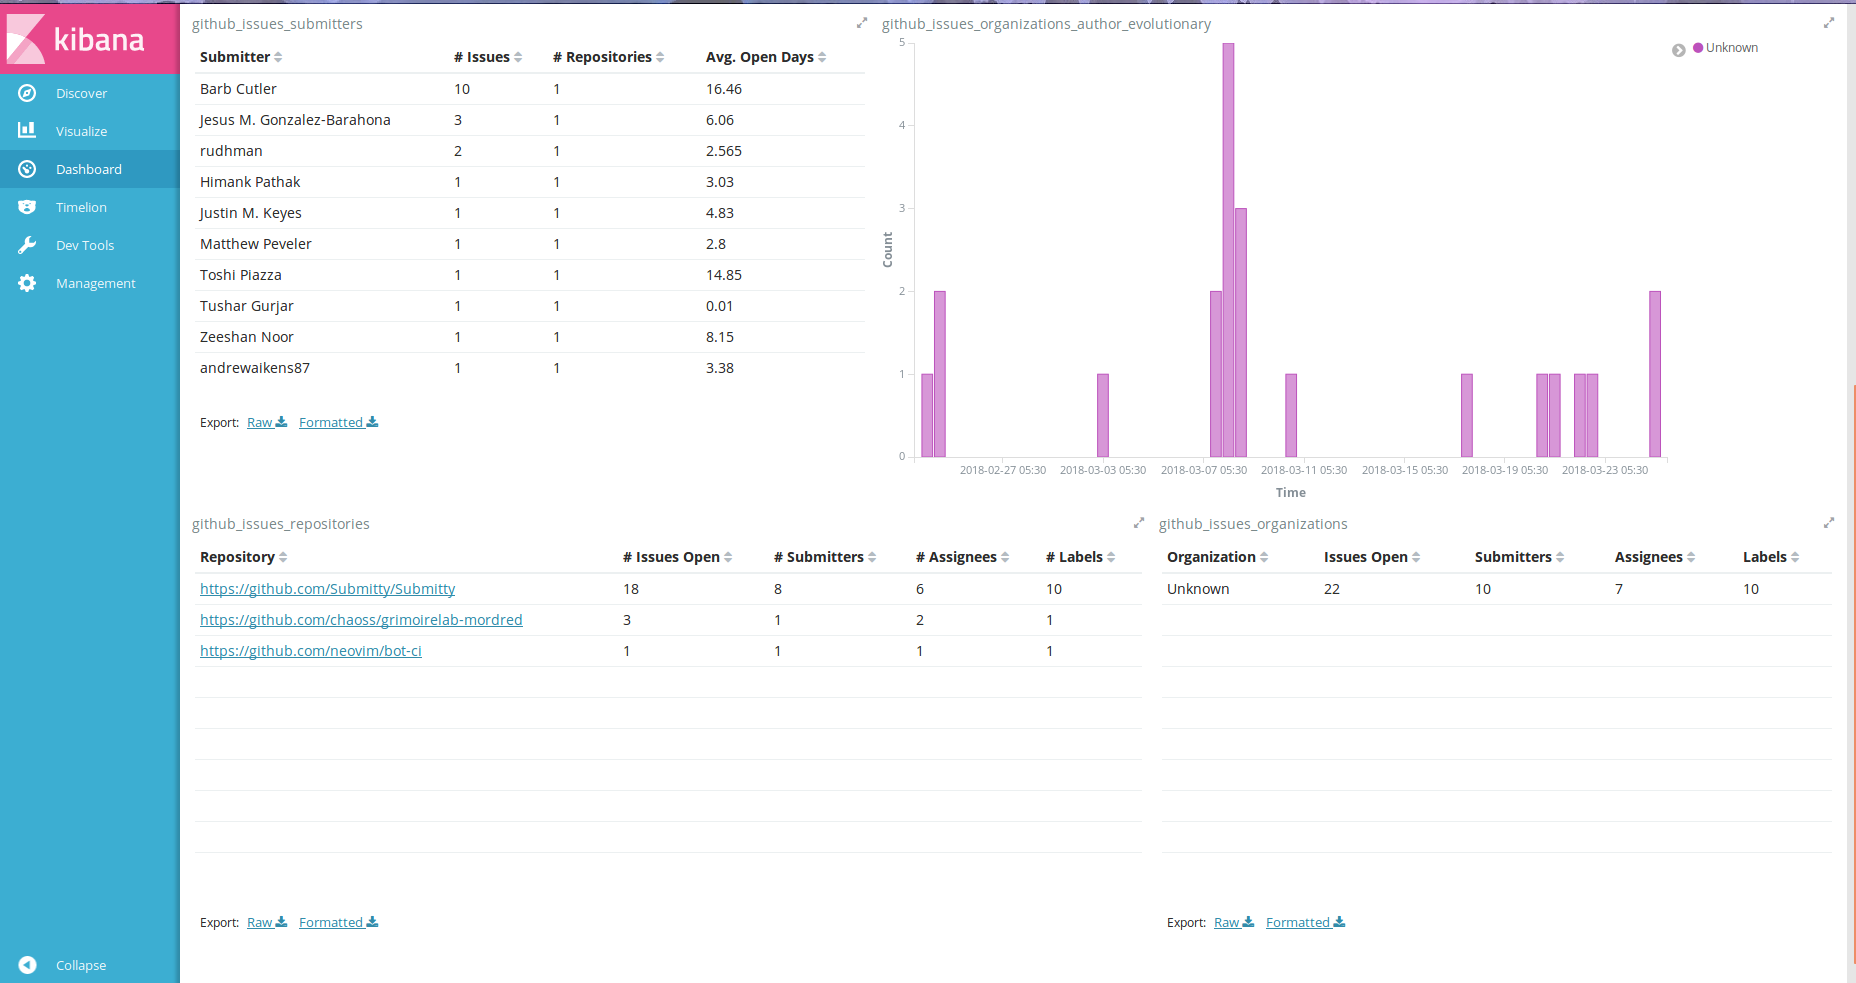 kibana
Discover
Visualize
Dashboard
Timelion
Dev Tools
Management
Collapse
github_issues_submitters
Submitter # Issues # Repositories Avg. Open Days
Barb Cutler 10 1 16.46
Jesus M. Gonzalez-Barahona 3 1 6.06
rudhman 2 1 2.565
Himank Pathak 1 1 3.03
Justin M. Keyes 1 1 4.83
Matthew Peveler 1 1 2.8
Toshi Piazza 1 1 14.85
Tushar Gurjar 1 1 0.01
Zeeshan Noor 1 1 8.15
andrewaikens87 1 1 3.38
Export: Raw Formatted
github_issues_organizations_author_evolutionary
Unknown
5
4
3
2
1
0
Count
2018-02-27 05:30 2018-03-03 05:30 2018-03-07 05:30 2018-03-11 05:30 2018-03-15 05:30 2018-03-19 05:30 2018-03-23 05:30
Time
github_issues_repositories
Repository # Issues Open # Submitters # Assignees # Labels
https://github.com/Submitty/Submitty 18 8 6 10
https://github.com/chaoss/grimoirelab-mordred 3 1 2 1
https://github.com/neovim/bot-ci 1 1 1 1
Export: Raw Formatted
github_issues_organizations
Organization Issues Open Submitters Assignees Labels
Unknown 22 10 7 10
Export: Raw Formatted